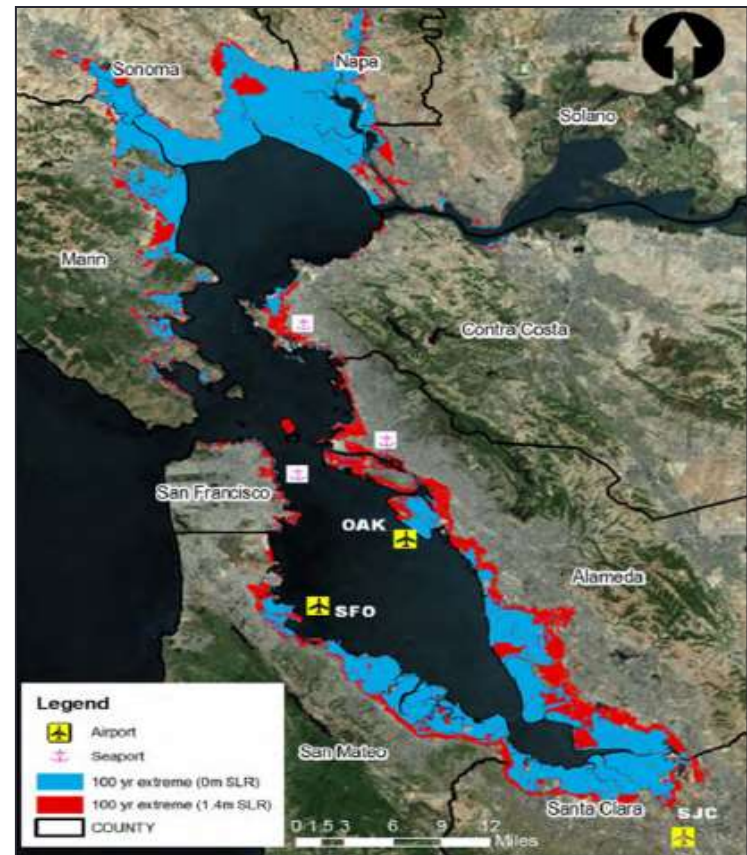 Sonoma
Napa
Solano
Marin
Contra Costa
San Francisco
OAK
Alameda
SFO
Legend
Airport
Seaport
100 yr extreme (0m SLR)
100 yr extreme (1.4m SLR)
COUNTY
San Mateo
Santa Clara
SJC
0 1.5 3 6 9 12
Miles